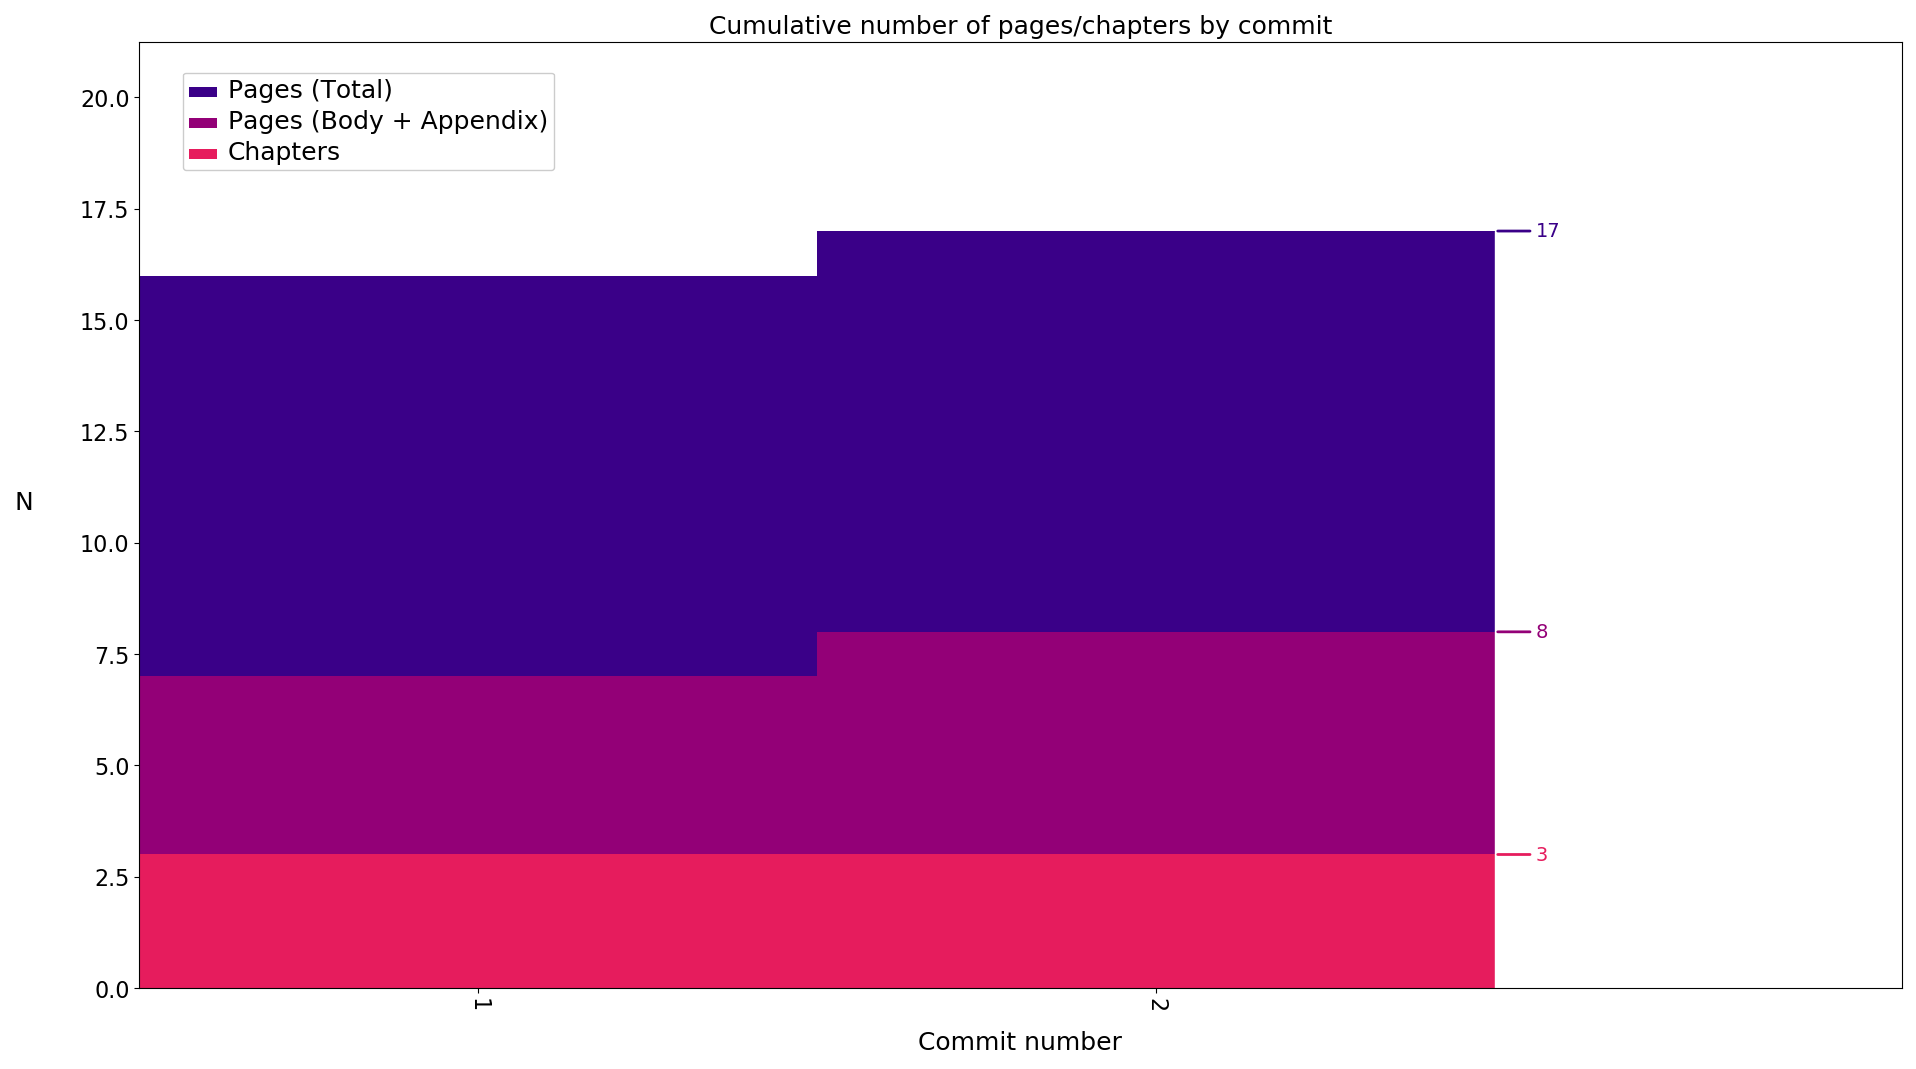 Cumulative number of pages/chapters by commit
Pages (Total)
Pages (Body + Appendix)
Chapters
20.0
17.5
15.0
12.5
10.0
7.5
5.0
2.5
0.0
N
17
8
3
1
2
Commit number